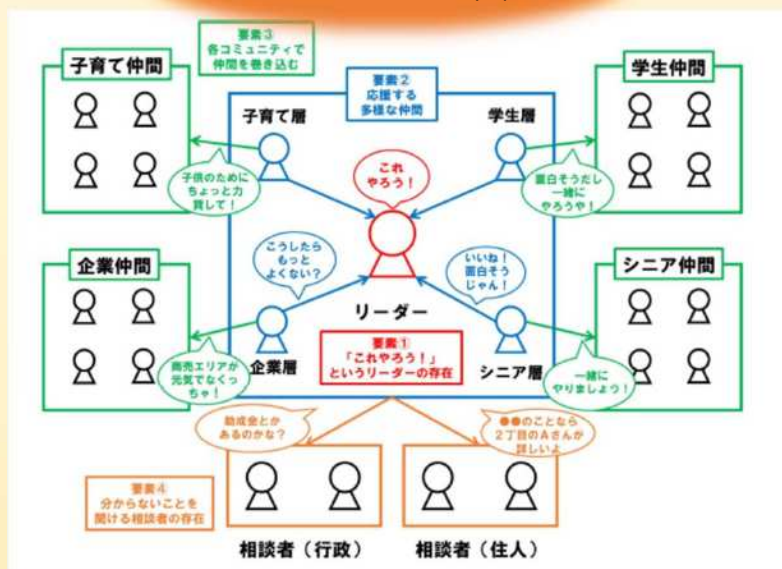 要素③
各コミュニティで
仲間を巻き込む
子育て仲間
学生仲間
要素②
応援する
多様な仲間
子育て層
学生層
これ
やろう！
子供のために
ちょっと力
貸して！
面白そうだし
一緒に
やろうや！
企業仲間
シニア仲間
こうしたら
もっと
よくない？
いいね！
面白そう
じゃん！
リーダー
企業層
シニア層
要素①
「これやろう！」
というリーダーの存在
商売エリアが
元気でなくっ
ちゃ！
一緒に
やりましょう！
助成金とか
あるのかな？
●●のことなら
２丁目のAさんが
詳しいよ
要素④
分からないことを
聞ける相談者の存在
相談者（行政）
相談者（住人）